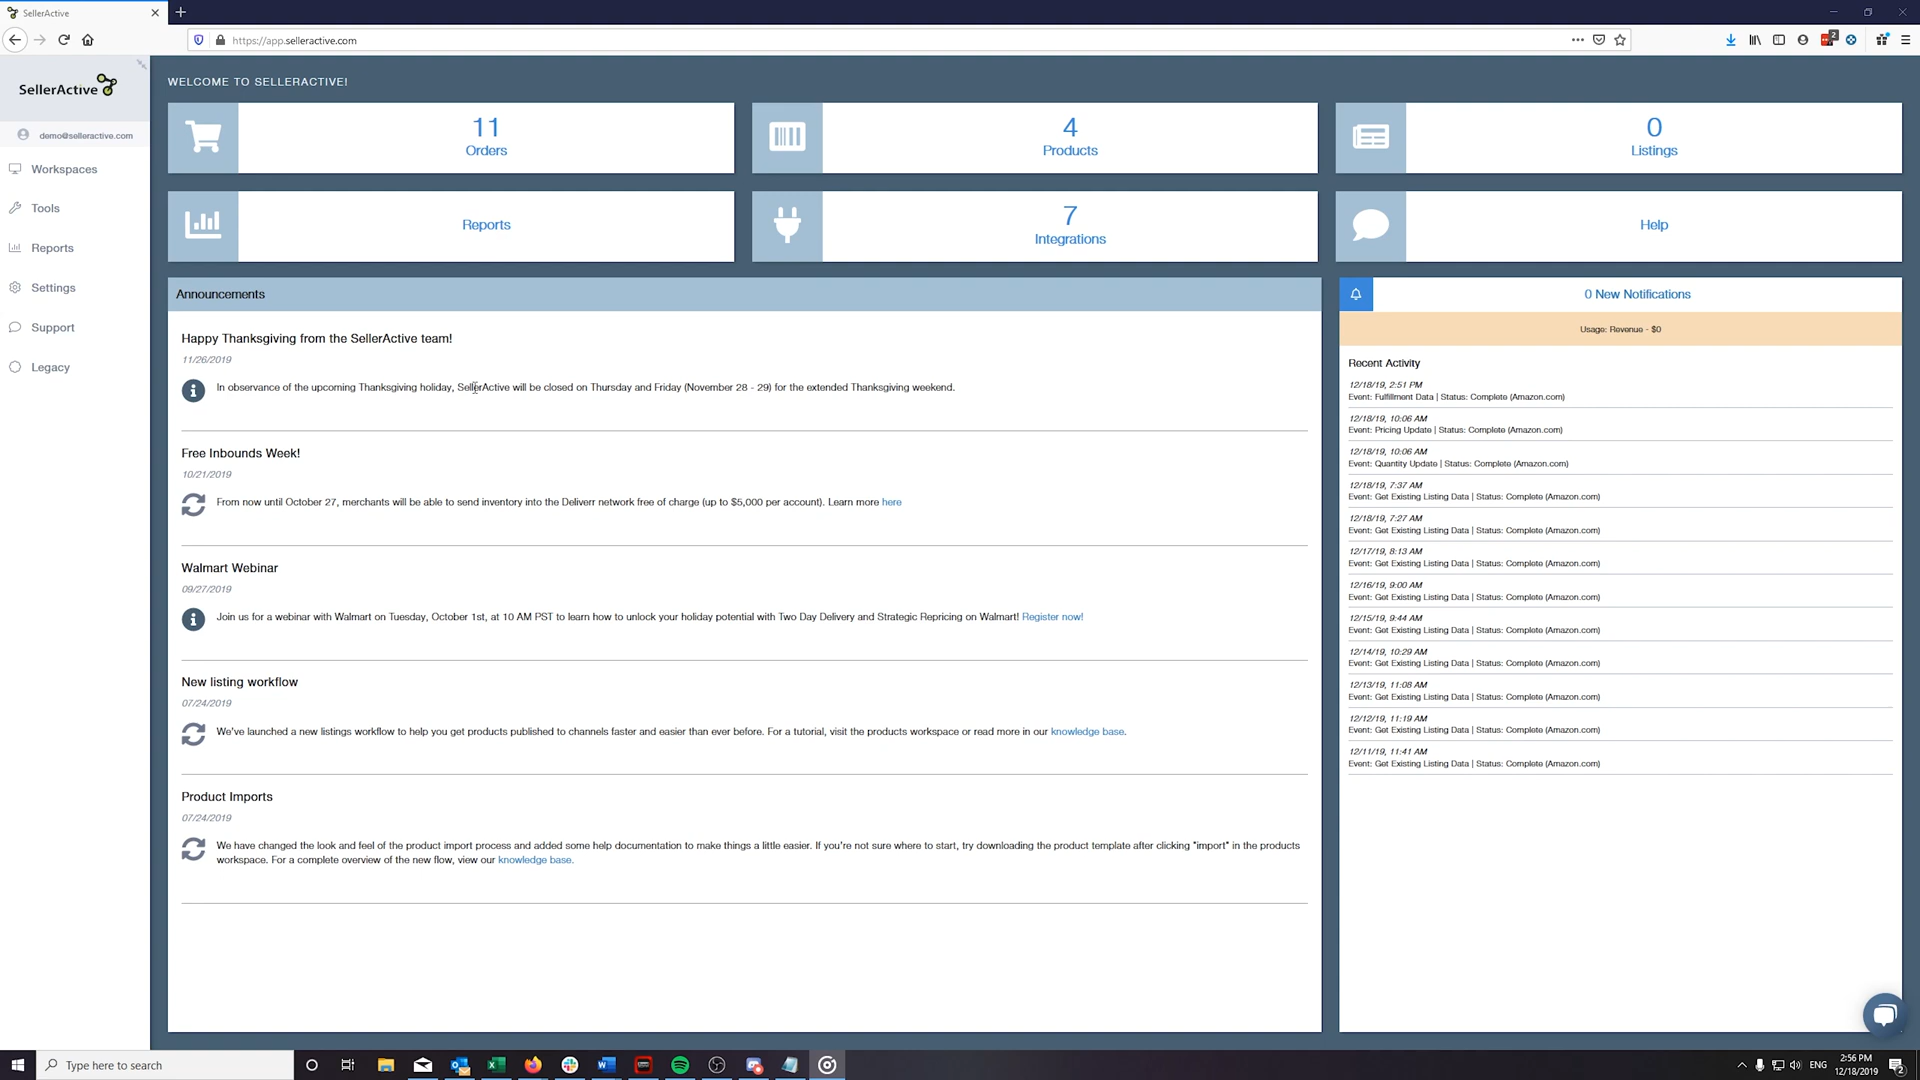 SellerActive
https://app.selleractive.com
2
SellerActive
demo@selleractive.com
Workspaces
Tools
Reports
Settings
Support
Legacy
WELCOME TO SELLERACTIVE!
11
Orders
4
Products
0
Listings
Reports
7
Integrations
Help
Announcements
Happy Thanksgiving from the SellerActive team!
11/26/2019
In observance of the upcoming Thanksgiving holiday, SellerActive will be closed on Thursday and Friday (November 28 - 29) for the extended Thanksgiving weekend.
Free Inbounds Week!
10/21/2019
From now until October 27, merchants will be able to send inventory into the Deliverr network free of charge (up to $5,000 per account). Learn more here
Walmart Webinar
09/27/2019
Join us for a webinar with Walmart on Tuesday, October 1st, at 10 AM PST to learn how to unlock your holiday potential with Two Day Delivery and Strategic Repricing on Walmart! Register now!
New listing workflow
07/24/2019
We've launched a new listings workflow to help you get products published to channels faster and easier than ever before. For a tutorial, visit the products workspace or read more in our knowledge base.
Product Imports
07/24/2019
We have changed the look and feel of the product import process and added some help documentation to make things a little easier. If you're not sure where to start, try downloading the product template after clicking "import" in the products
workspace. For a complete overview of the new flow, view our knowledge base.
0 New Notifications
Usage: Revenue - $0
Recent Activity
12/18/19, 2:51 PM
Event: Fulfillment Data | Status: Complete (Amazon.com)
12/18/19, 10:06 AM
Event: Pricing Update | Status: Complete (Amazon.com)
12/18/19, 10:06 AM
Event: Quantity Update | Status: Complete (Amazon.com)
12/18/19, 7:37 AM
Event: Get Existing Listing Data | Status: Complete (Amazon.com)
12/18/19, 7:27 AM
Event: Get Existing Listing Data | Status: Complete (Amazon.com)
12/17/19, 8:13 AM
Event: Get Existing Listing Data | Status: Complete (Amazon.com)
12/16/19, 9:00 AM
Event: Get Existing Listing Data | Status: Complete (Amazon.com)
12/15/19, 9:44 AM
Event: Get Existing Listing Data | Status: Complete (Amazon.com)
12/14/19, 10:29 AM
Event: Get Existing Listing Data | Status: Complete (Amazon.com)
12/13/19, 11:08 AM
Event: Get Existing Listing Data | Status: Complete (Amazon.com)
12/12/19, 11:19 AM
Event: Get Existing Listing Data | Status: Complete (Amazon.com)
12/11/19, 11:41 AM
Event: Get Existing Listing Data | Status: Complete (Amazon.com)
Type here to search
ENG
2:56 PM
12/18/2019
2